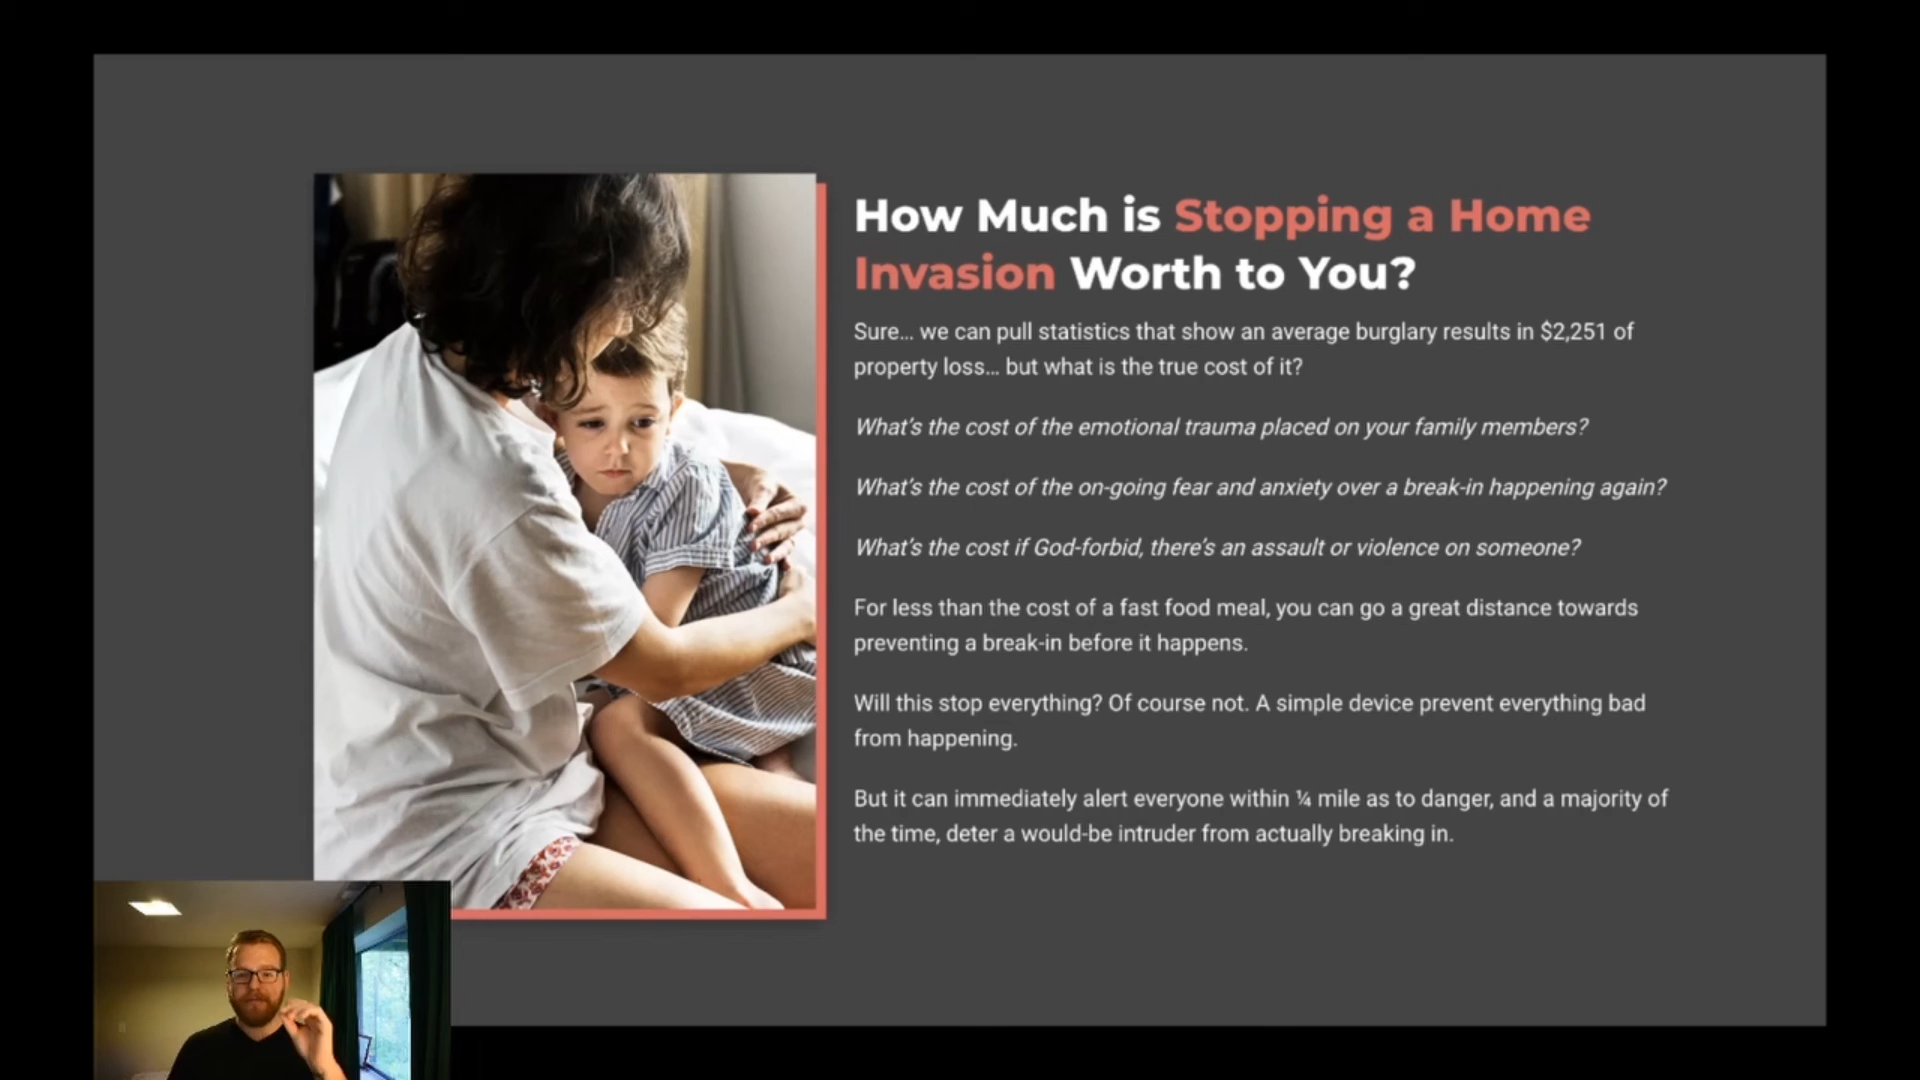 How Much is Stopping a Home
Invasion Worth to You?
Sure... we can pull statistics that show an average burglary results in $2,251 of
property loss... but what is the true cost of it?
What's the cost of the emotional trauma placed on your family members?
What's the cost of the on-going fear and anxiety over a break-in happening again?
What's the cost if God-forbid, there's an assault or violence on someone?
For less than the cost of a fast food meal, you can go a great distance towards
preventing a break-in before it happens.
Will this stop everything? Of course not. A simple device prevent everything bad
from happening.
But it can immediately alert everyone within ¼ mile as to danger, and a majority of
the time, deter a would-be intruder from actually breaking in.